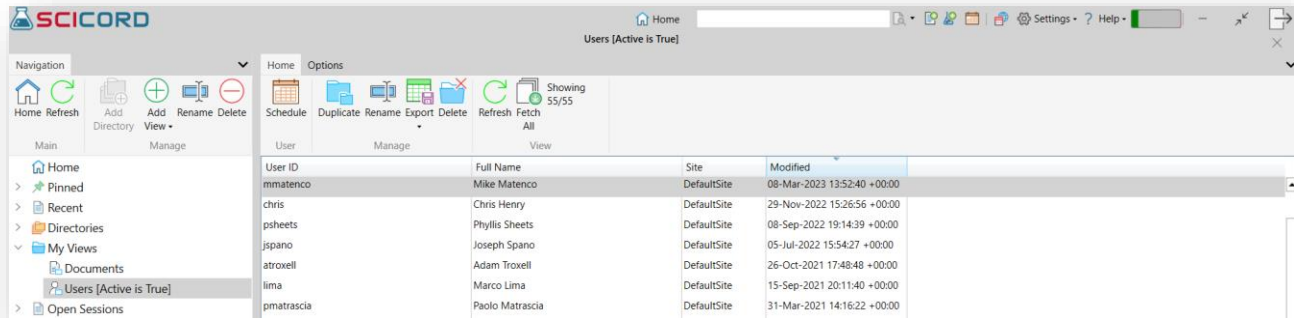 SCICORD
Home
Settings
? Help
Users [Active is True]
Navigation
Home Options
Home Refresh
Add Directory
Add View
Rename Delete
Schedule
Duplicate Rename Export Delete
Refresh Fetch All
Showing 55/55
Main
Manage
User
Manage
View
Home
Pinned
Recent
Directories
My Views
Documents
Users [Active is True]
Open Sessions
User ID Full Name Site Modified
mmatenco Mike Matenco DefaultSite 08-Mar-2023 13:52:40 +00:00
chris Chris Henry DefaultSite 29-Nov-2022 15:26:56 +00:00
psheets Phyllis Sheets DefaultSite 08-Sep-2022 19:14:39 +00:00
jspano Joseph Spano DefaultSite 05-Jul-2022 15:54:27 +00:00
atroxell Adam Troxell DefaultSite 26-Oct-2021 17:48:48 +00:00
lima Marco Lima DefaultSite 15-Sep-2021 20:11:40 +00:00
pmatrascia Paolo Matrascia DefaultSite 31-Mar-2021 14:16:22 +00:00